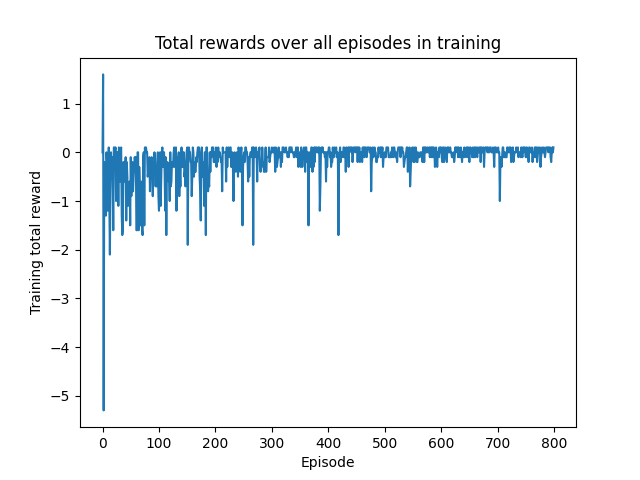 Total rewards over all episodes in training
Training total reward
1
0
−1
−2
−3
−4
−5
0 100 200 300 400 500 600 700 800
Episode